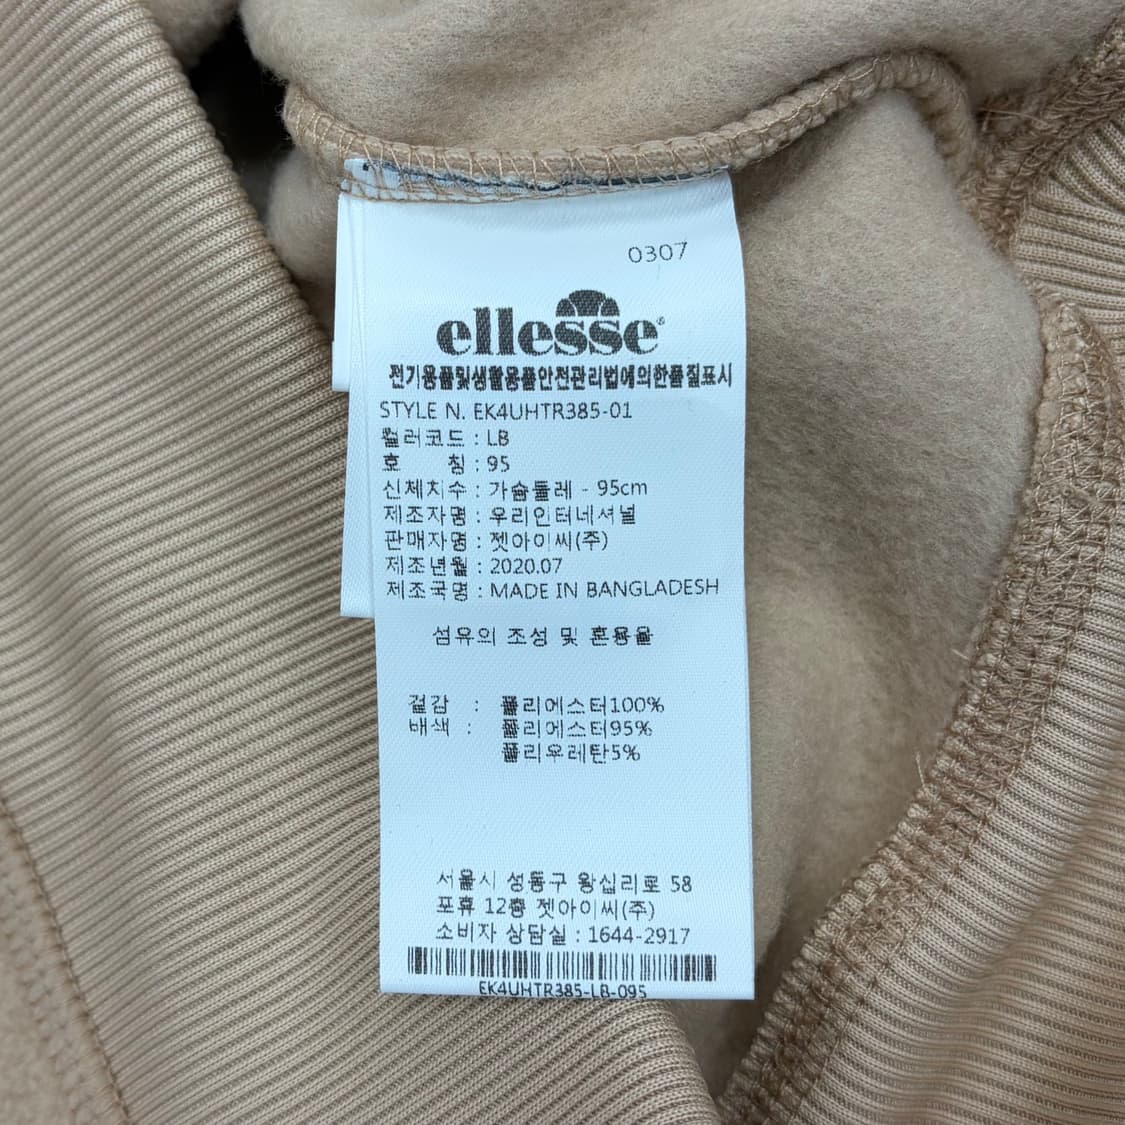 0307
ellesse®
전기용품및생활용품안전관리법에의한품질표시
STYLE N. EK4UHTR385-01
컬러코드 : LB
호 칭 : 95
신체치수 : 가슴둘레 - 95cm
제조자명 : 우리인터네셔널
판매자명 : 젯아이씨(주)
제조년월 : 2020.07
제조국명 : MADE IN BANGLADESH
섬유의 조성 및 혼용율
겉감 : 폴리에스터100%
배색 : 폴리에스터95%
폴리우레탄5%
서울시 성동구 왕십리로 58
포휴 12층 젯아이씨(주)
소비자 상담실 : 1644-2917
EK4UHTR385-LB-095